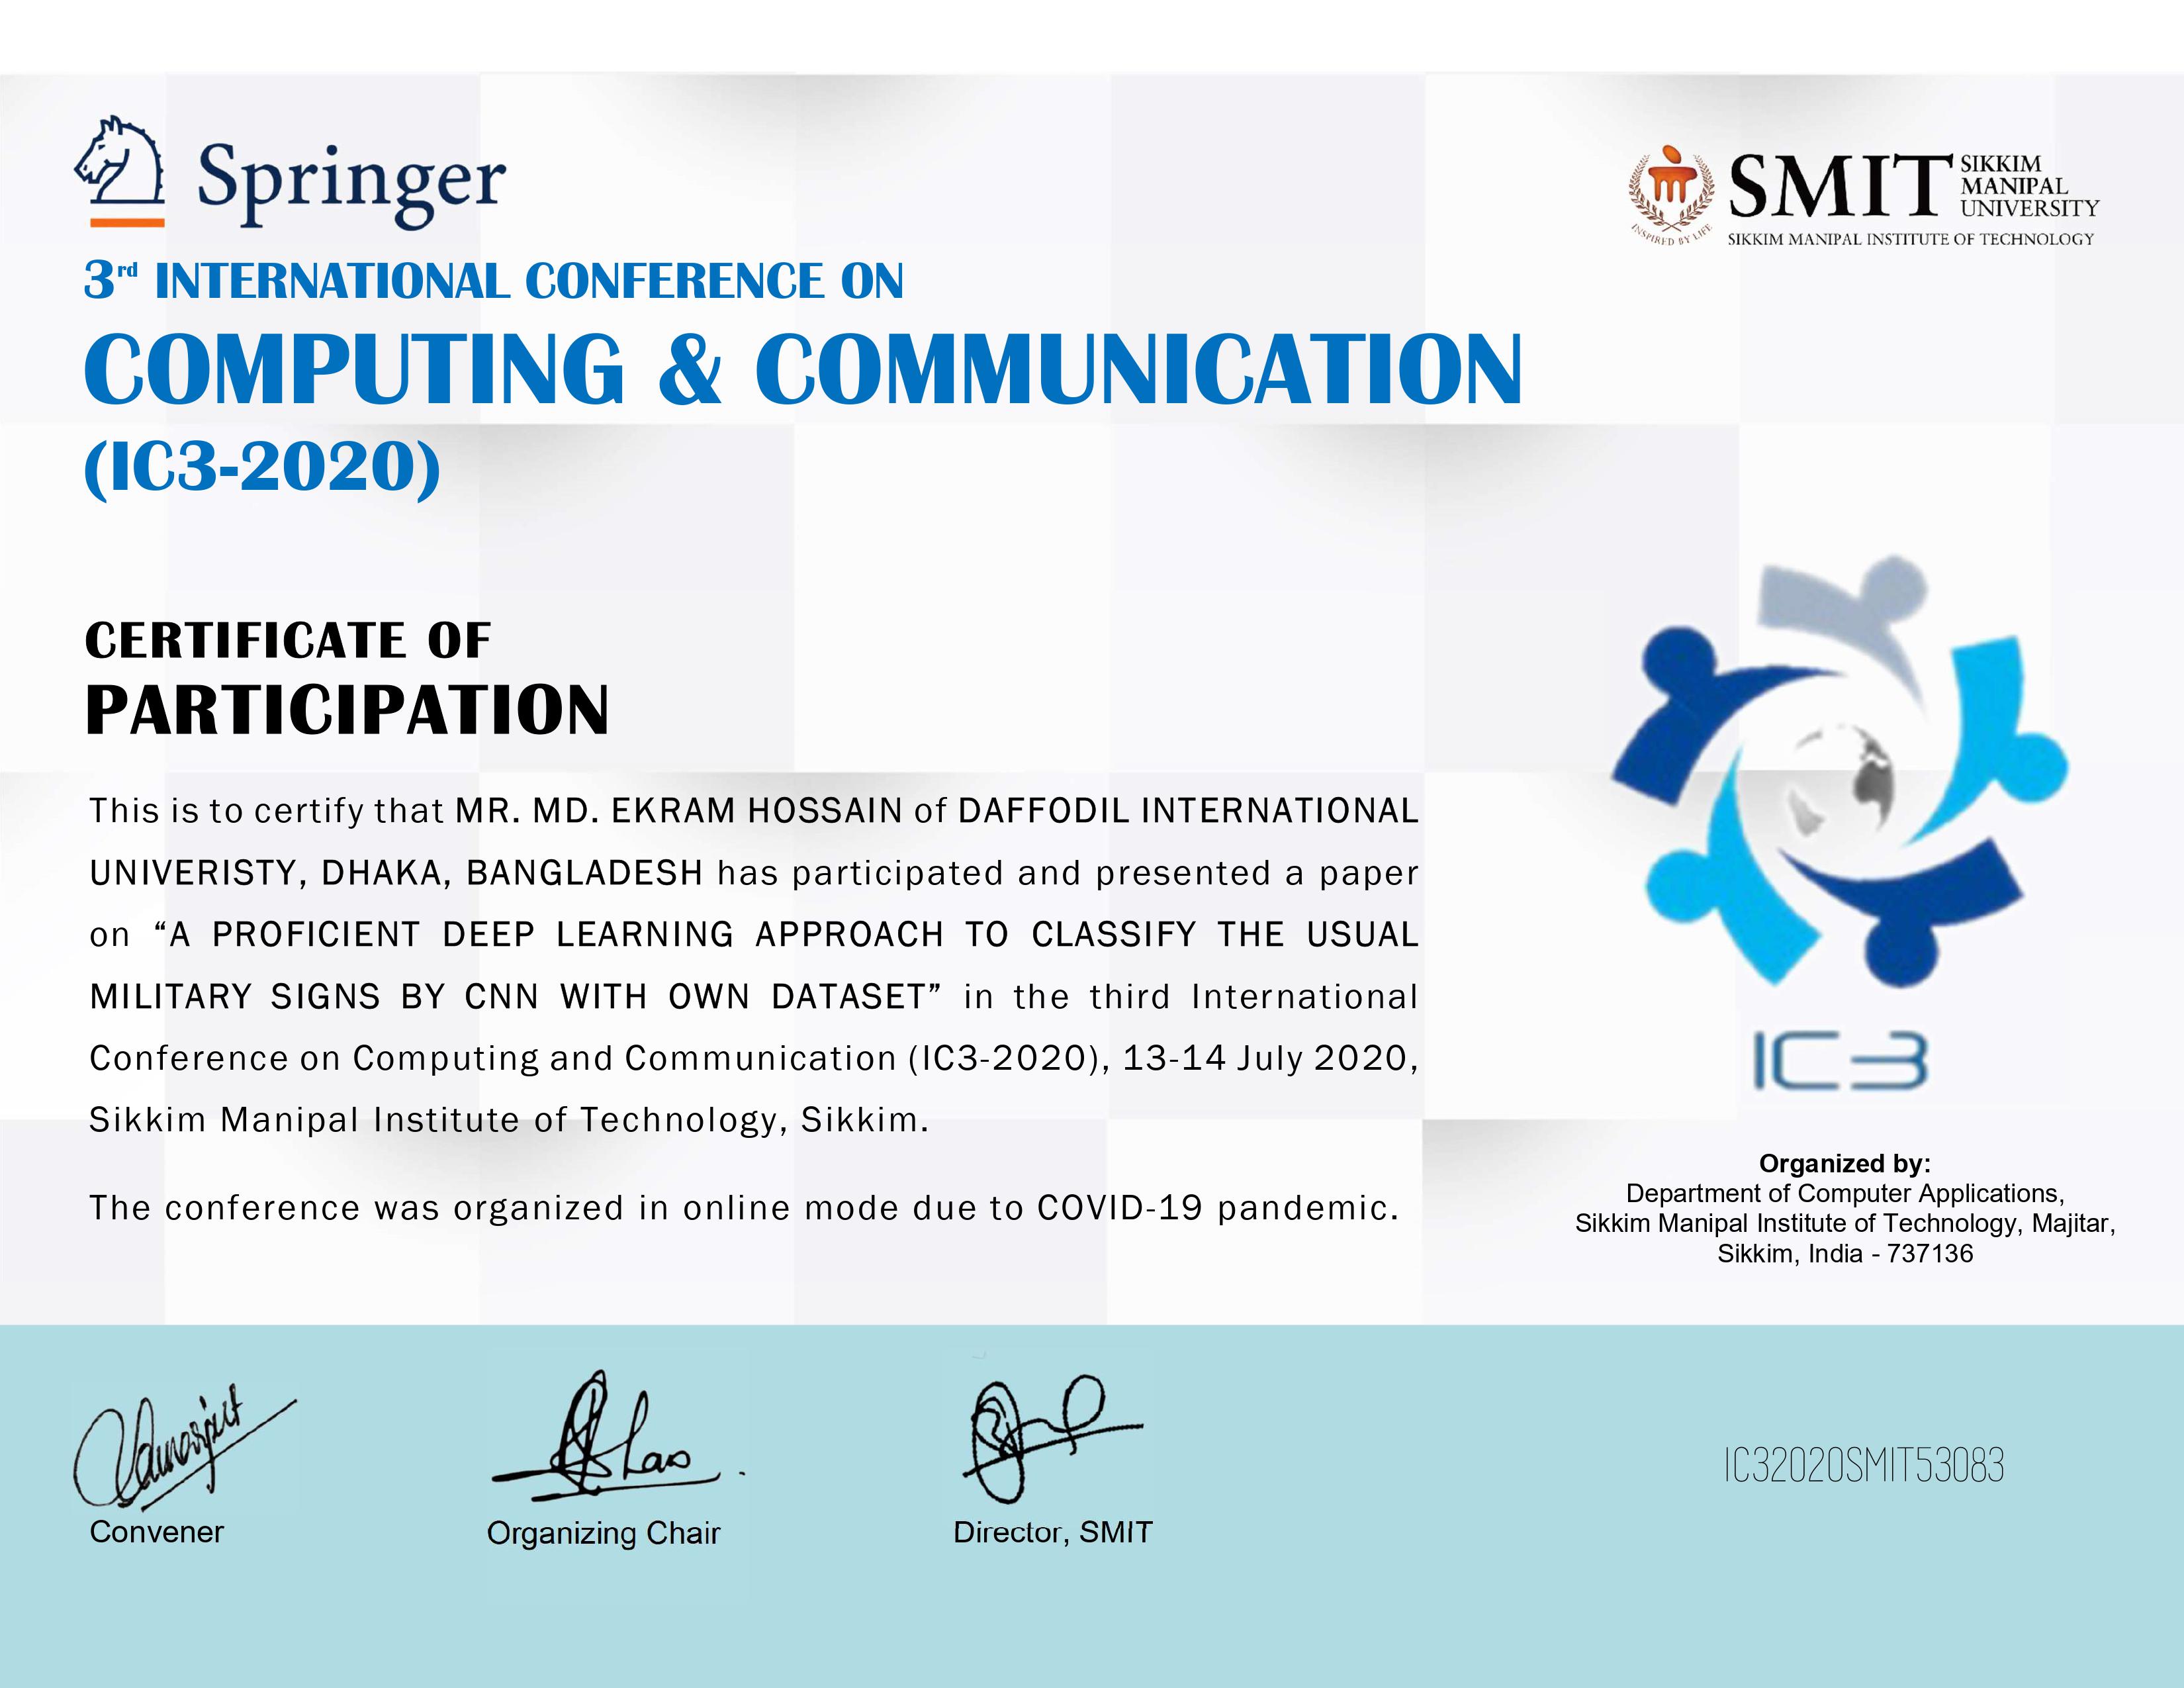 Springer
SMIT SIKKIM
MANIPAL
UNIVERSITY
INSPIRED BY LIFE
SIKKIM MANIPAL INSTITUTE OF TECHNOLOGY
3rd INTERNATIONAL CONFERENCE ON
COMPUTING & COMMUNICATION
(IC3-2020)
CERTIFICATE OF
PARTICIPATION
This is to certify that MR. MD. EKRAM HOSSAIN of DAFFODIL INTERNATIONAL
UNIVERISTY, DHAKA, BANGLADESH has participated and presented a paper
on “A PROFICIENT DEEP LEARNING APPROACH TO CLASSIFY THE USUAL
MILITARY SIGNS BY CNN WITH OWN DATASET” in the third International
Conference on Computing and Communication (IC3-2020), 13-14 July 2020,
Sikkim Manipal Institute of Technology, Sikkim.
The conference was organized in online mode due to COVID-19 pandemic.
IC3
Organized by:
Department of Computer Applications,
Sikkim Manipal Institute of Technology, Majitar,
Sikkim, India - 737136
Convener
Organizing Chair
Director, SMIT
IC32020SMIT53083